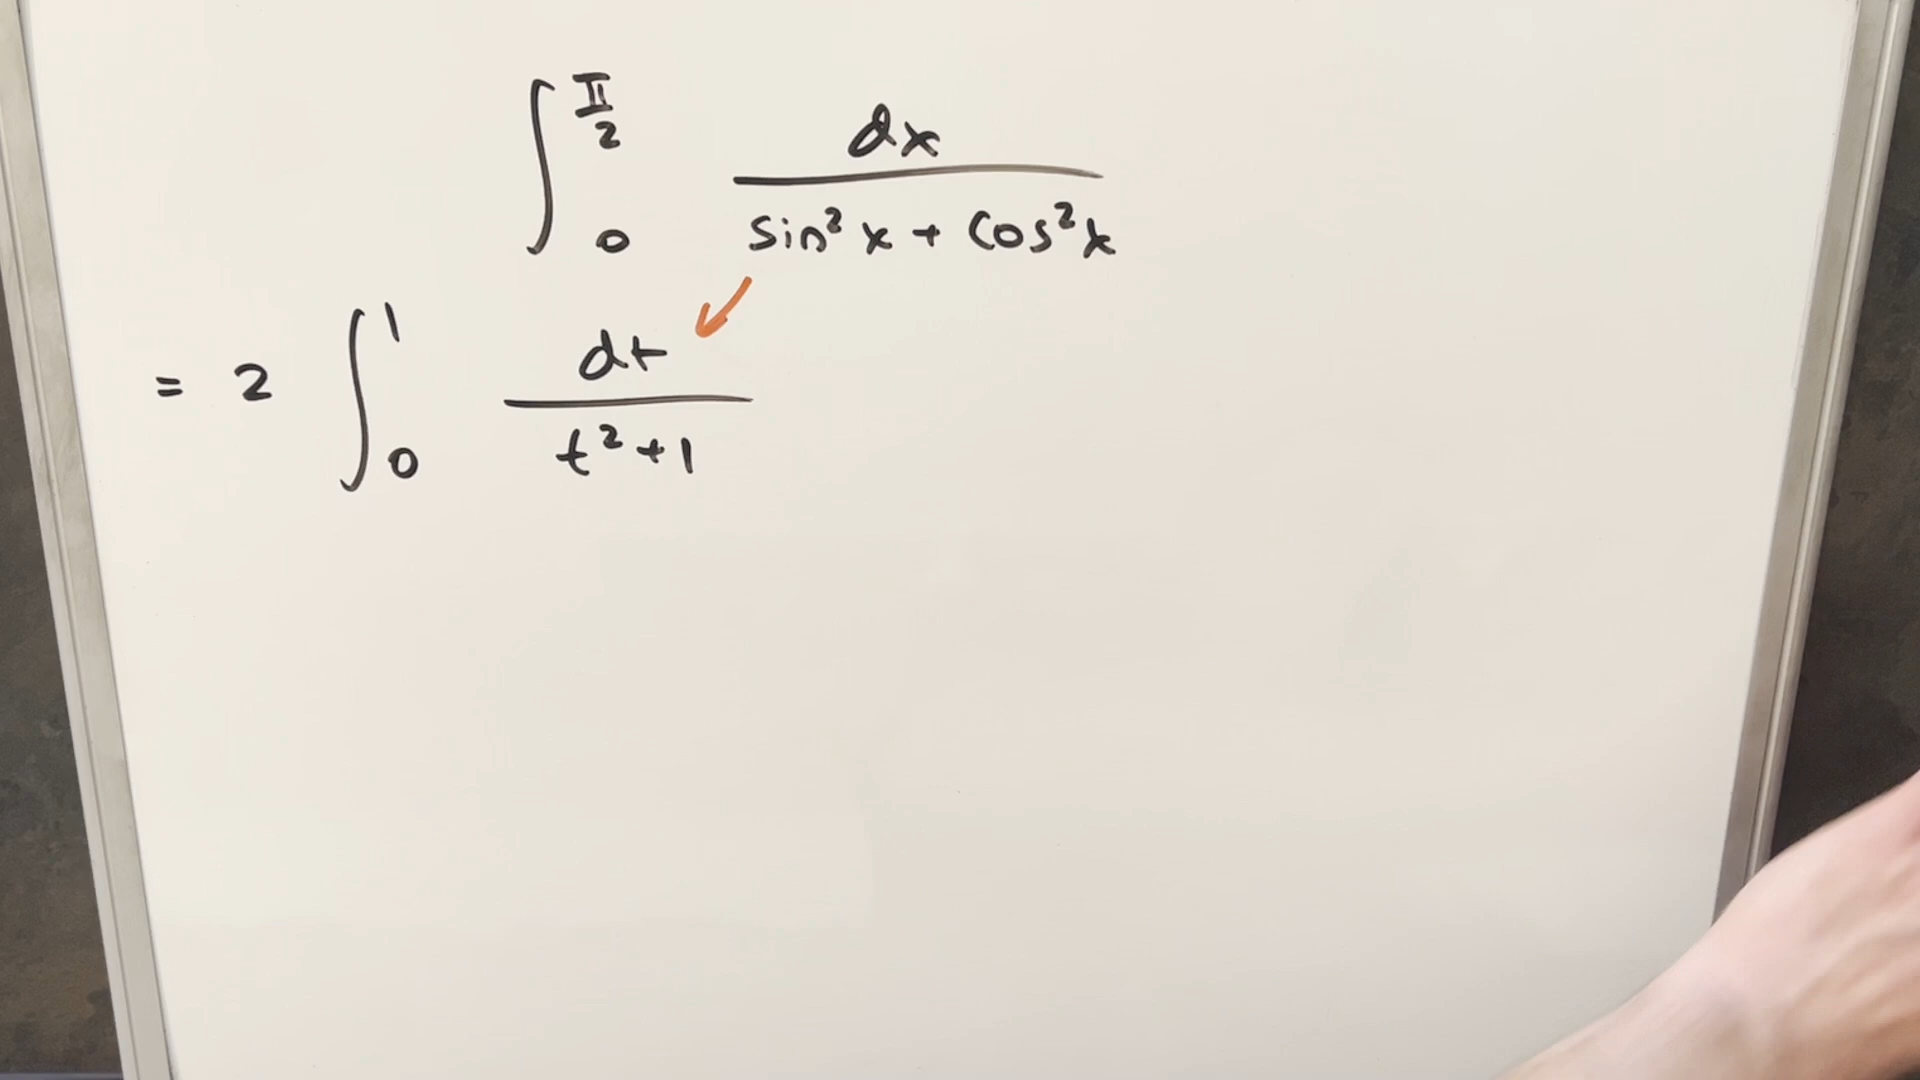 ∫₀^(π/2) dx / (sin²x + cos²x)
= 2 ∫₀¹ dt / (t²+1)